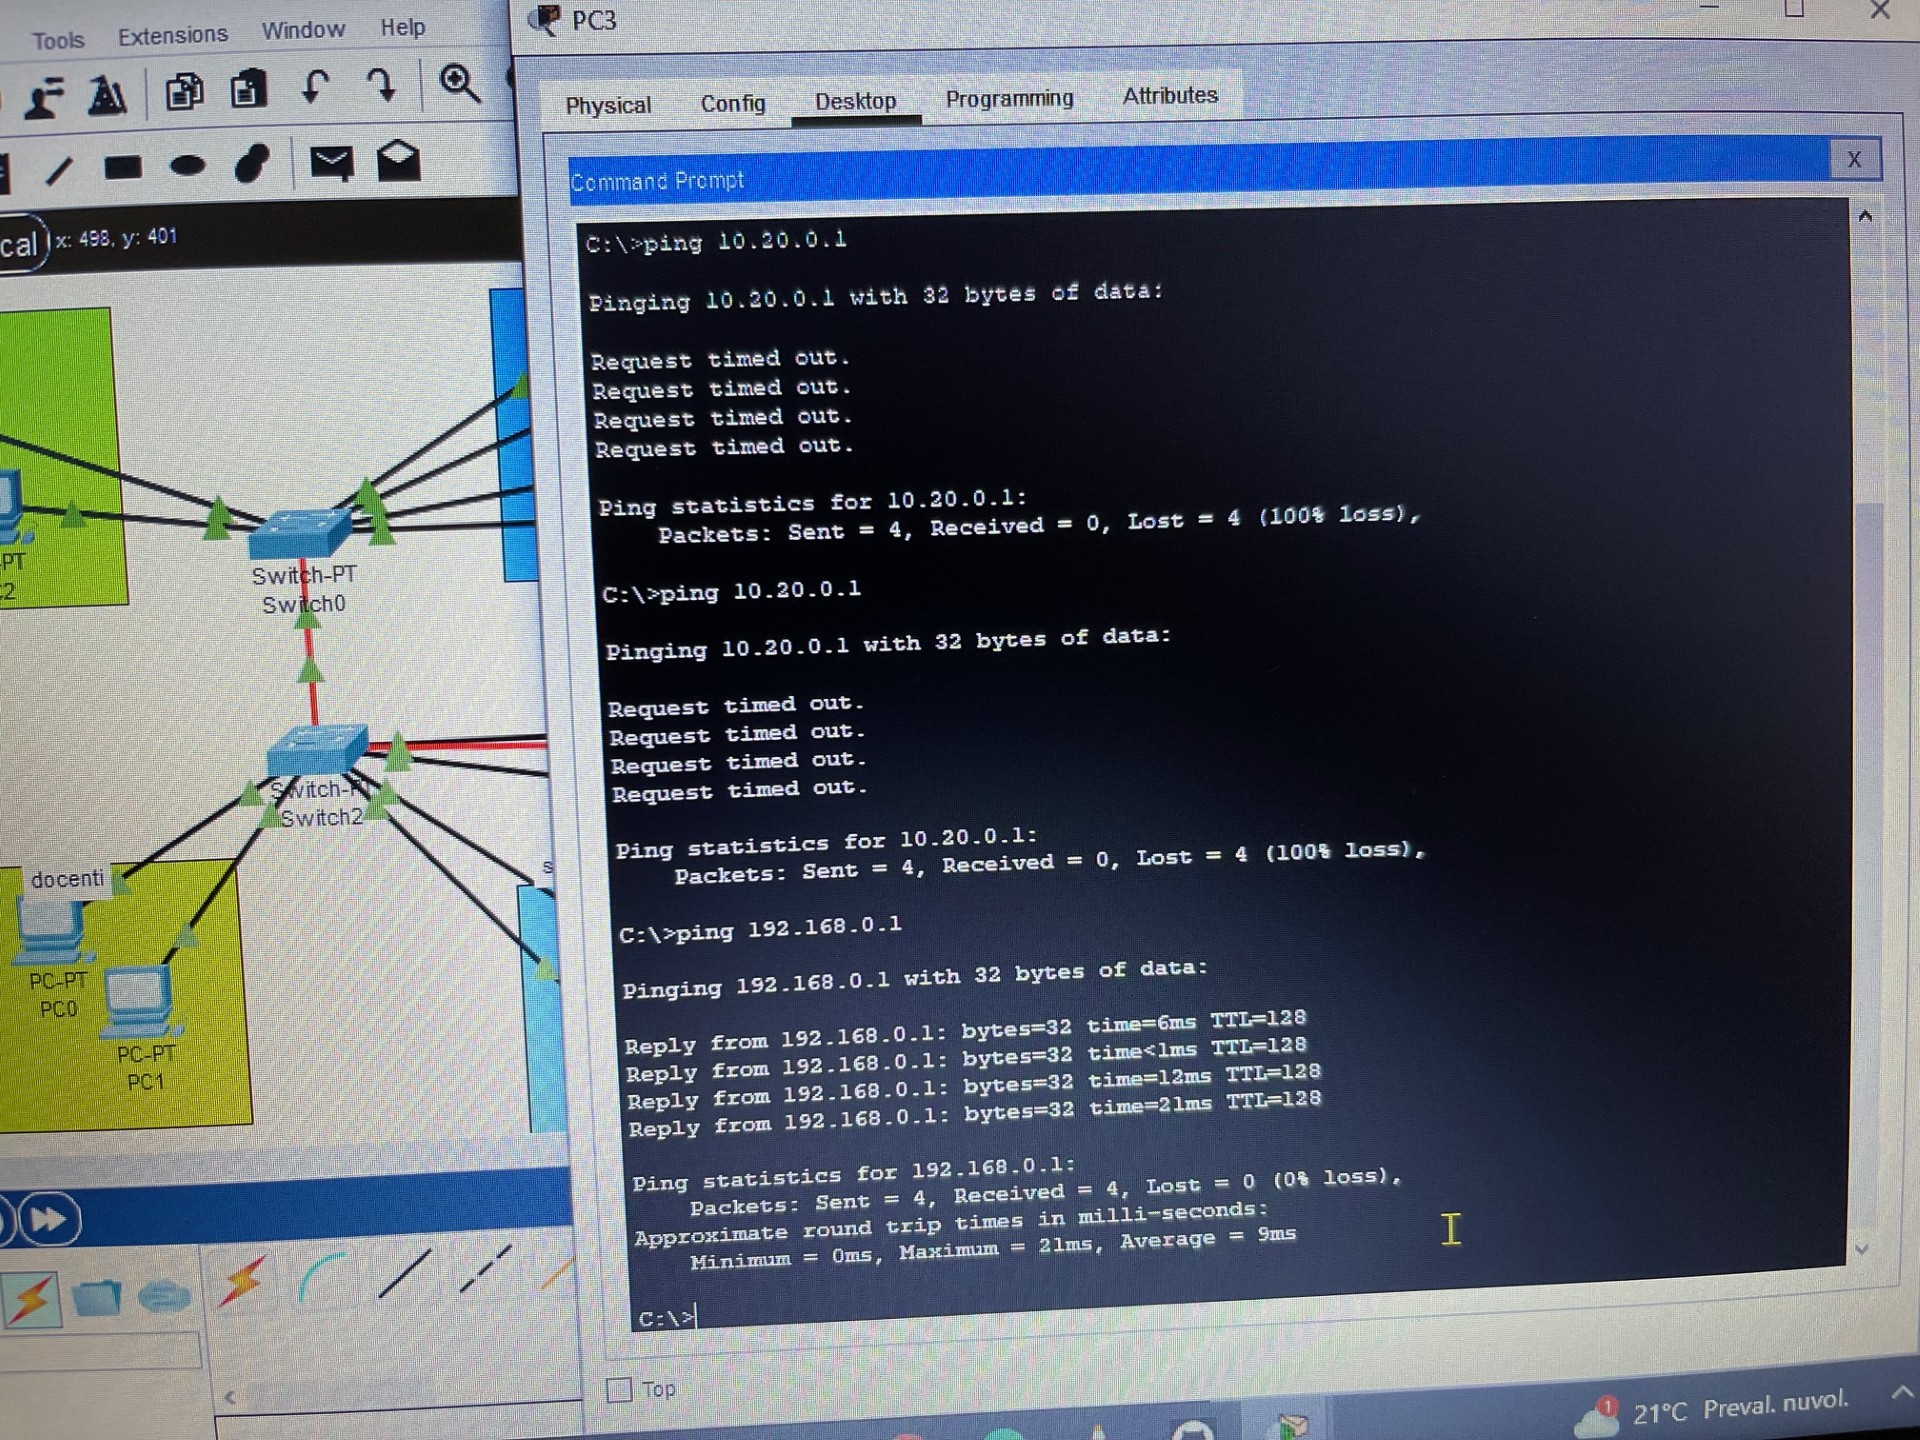 Tools Extensions Window Help
PC3
Physical Config Desktop Programming Attributes
Command Prompt
X
cal x: 498, y: 401
C:\>ping 10.20.0.1
Pinging 10.20.0.1 with 32 bytes of data:
Request timed out.
Request timed out.
Request timed out.
Request timed out.
Ping statistics for 10.20.0.1:
Packets: Sent = 4, Received = 0, Lost = 4 (100% loss),
C:\>ping 10.20.0.1
Pinging 10.20.0.1 with 32 bytes of data:
Request timed out.
Request timed out.
Request timed out.
Request timed out.
Ping statistics for 10.20.0.1:
Packets: Sent = 4, Received = 0, Lost = 4 (100% loss),
C:\>ping 192.168.0.1
Pinging 192.168.0.1 with 32 bytes of data:
Reply from 192.168.0.1: bytes=32 time=6ms TTL=128
Reply from 192.168.0.1: bytes=32 time<1ms TTL=128
Reply from 192.168.0.1: bytes=32 time=12ms TTL=128
Reply from 192.168.0.1: bytes=32 time=21ms TTL=128
Ping statistics for 192.168.0.1:
Packets: Sent = 4, Received = 4, Lost = 0 (0% loss),
Approximate round trip times in milli-seconds:
Minimum = 0ms, Maximum = 21ms, Average = 9ms
C:\>
-PT
Switch-PT
Switch0
Switch-
Switch2
docenti
PC-PT
PC0
PC-PT
PC1
Top
1
21°C Preval. nuvol.